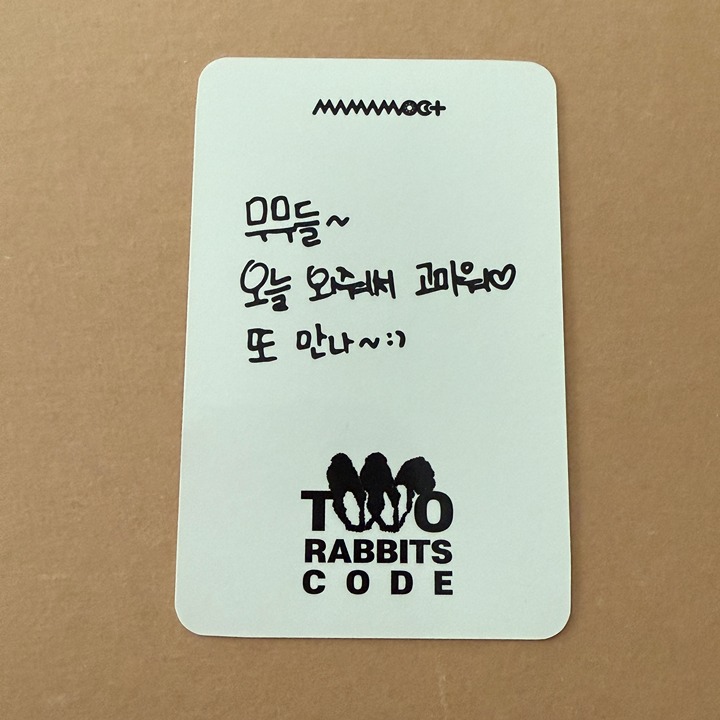 MAMAMOO+
무무들~
오늘 와줘서 고마워♡
또 만나~:)
TWO
RABBITS
CODE